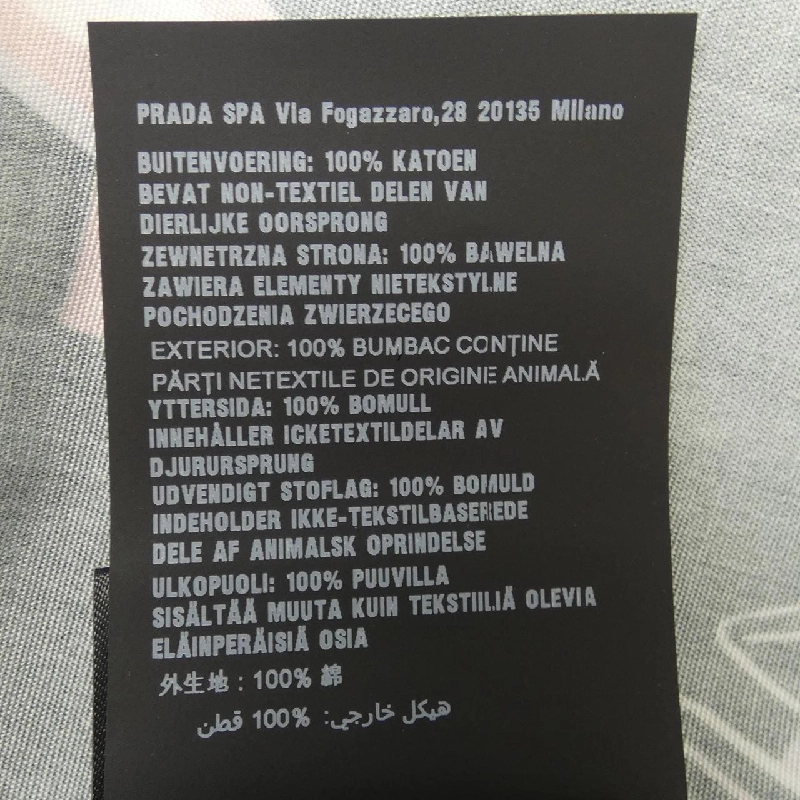 PRADA SPA Via Fogazzaro,28 20135 Milano
BUITENVOERING: 100% KATOEN
BEVAT NON-TEXTIEL DELEN VAN
DIERLIJKE OORSPRONG
ZEWNETRZNA STRONA: 100% BAWELNA
ZAWIERA ELEMENTY NIETEKSTYLNE
POCHODZENIA ZWIERZECEGO
EXTERIOR: 100% BUMBAC CONȚINE
PĂRȚI NETEXTILE DE ORIGINE ANIMALĂ
YTTERSIDA: 100% BOMULL
INNEHÅLLER ICKETEXTILDELAR AV
DJURURSPRUNG
UDVENDIGT STOFLAG: 100% BOMULD
INDEHOLDER IKKE-TEKSTILBASEREDE
DELE AF ANIMALSK OPRINDELSE
ULKOPUOLI: 100% PUUVILLA
SISÄLTÄÄ MUUTA KUIN TEKSTIILIÄ OLEVIA
ELÄINPERÄISIÄ OSIA
外生地 : 100% 綿
هيكل خارجي: 100% قطن